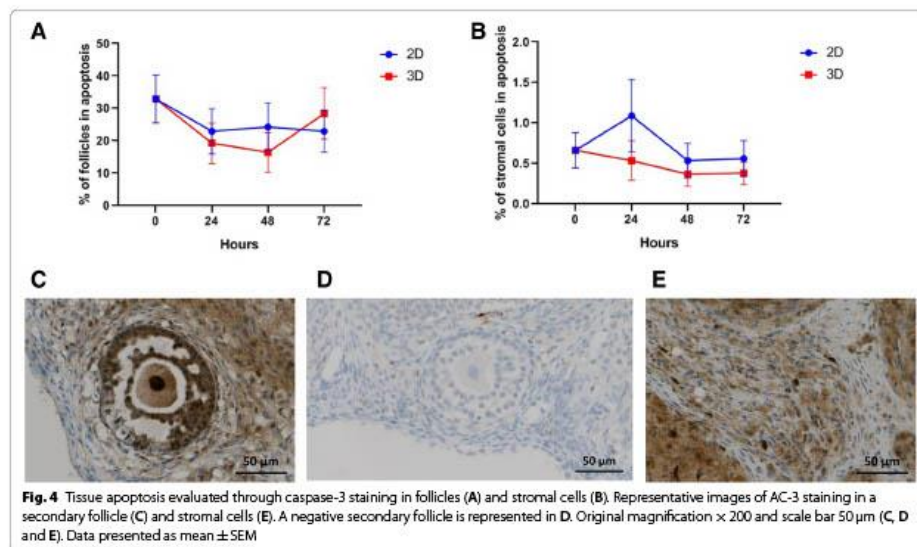 A
50
40
30
20
10
0
% of follicles in apoptosis
0 24 48 72
Hours
2D
3D
B
2.0
1.5
1.0
0.5
0.0
% of stromal cells in apoptosis
0 24 48 72
Hours
2D
3D
C
50 µm
D
50 µm
E
50 µm
Fig. 4 Tissue apoptosis evaluated through caspase-3 staining in follicles (A) and stromal cells (B). Representative images of AC-3 staining in a
secondary follicle (C) and stromal cells (E). A negative secondary follicle is represented in D. Original magnification × 200 and scale bar 50 µm (C, D
and E). Data presented as mean ± SEM